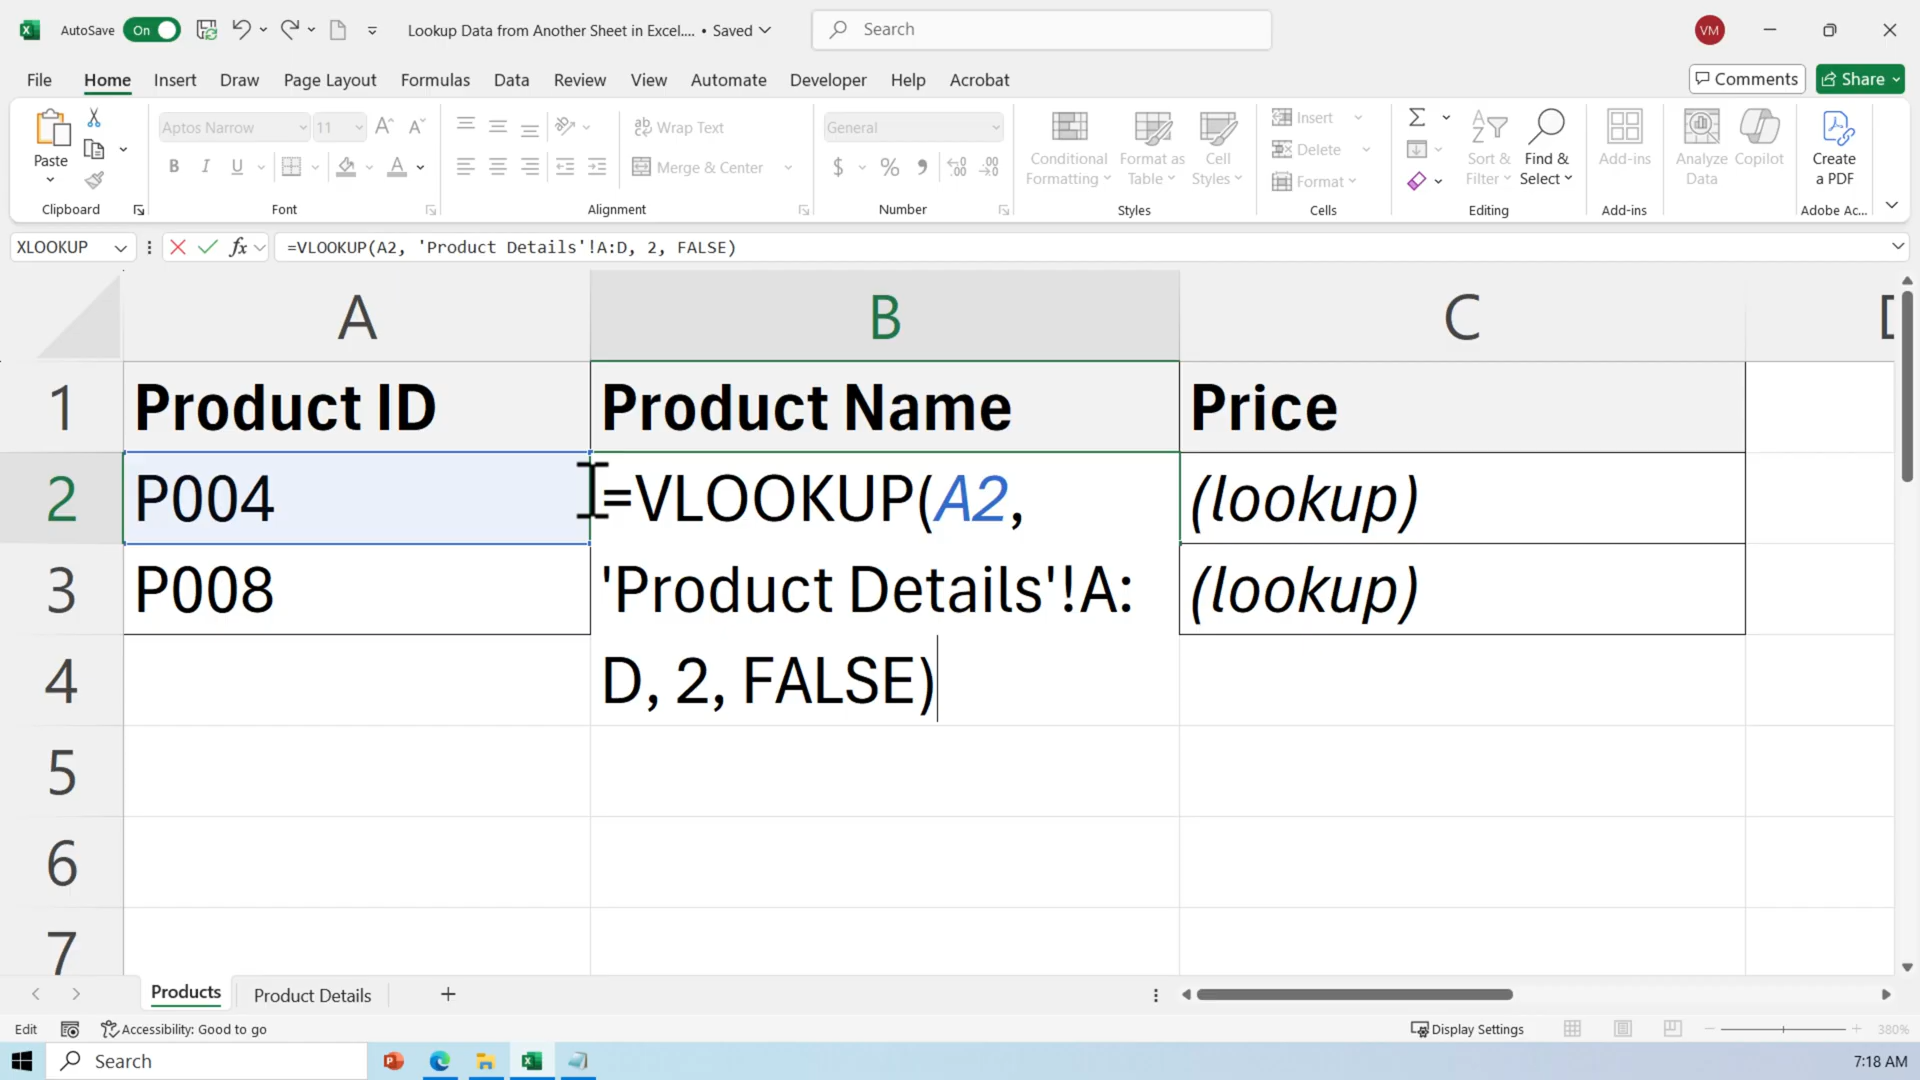 AutoSave On Lookup Data from Another Sheet in Excel.... • Saved Search VM
File Home Insert Draw Page Layout Formulas Data Review View Automate Developer Help Acrobat Comments Share
Paste Aptos Narrow 11 Wrap Text General Conditional Formatting Format as Table Cell Styles Insert Sort & Filter Find & Select Add-ins Analyze Data Copilot Create a PDF
B I U Merge & Center $ % Delete
Format
Clipboard Font Alignment Number Styles Cells Editing Add-ins Adobe Ac...
XLOOKUP fx =VLOOKUP(A2, 'Product Details'!A:D, 2, FALSE)
A B C
1 Product ID Product Name Price
2 P004 =VLOOKUP(A2, (lookup)
3 P008 'Product Details'!A: (lookup)
4 D, 2, FALSE)
5
6
7
Products Product Details +
Edit Accessibility: Good to go Display Settings 380%
Search 7:18 AM